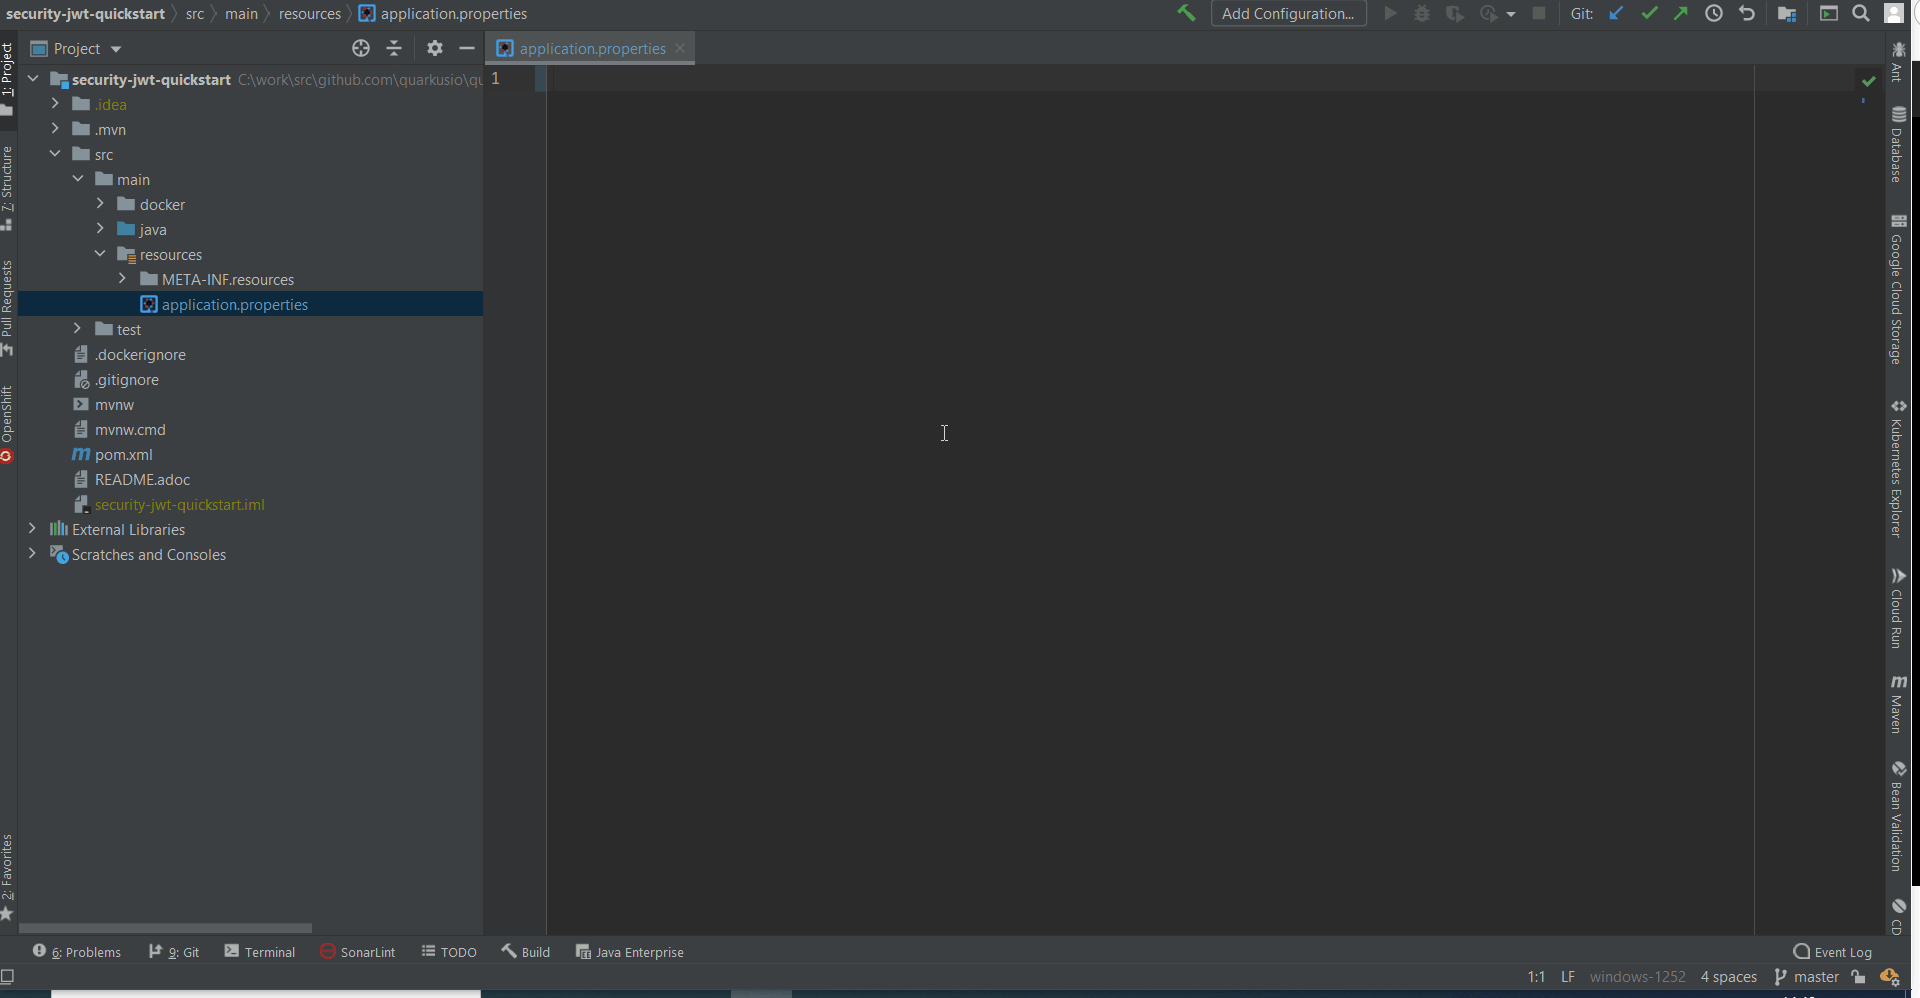 security-jwt-quickstart src main resources application.properties
Add Configuration... Git:
Project
application.properties
1
security-jwt-quickstart C:\work\src\github.com\quarkusio\qu
.idea
.mvn
src
main
docker
java
resources
META-INF.resources
application.properties
test
.dockerignore
.gitignore
mvnw
mvnw.cmd
m pom.xml
README.adoc
security-jwt-quickstart.iml
External Libraries
Scratches and Consoles
1: Project
7: Structure
Pull Requests
OpenShift
2: Favorites
Ant
Database
Google Cloud Storage
Kubernetes Explorer
Cloud Run
m Maven
Bean Validation
CD
6: Problems 9: Git Terminal SonarLint TODO Build Java Enterprise Event Log
1:1 LF windows-1252 4 spaces master